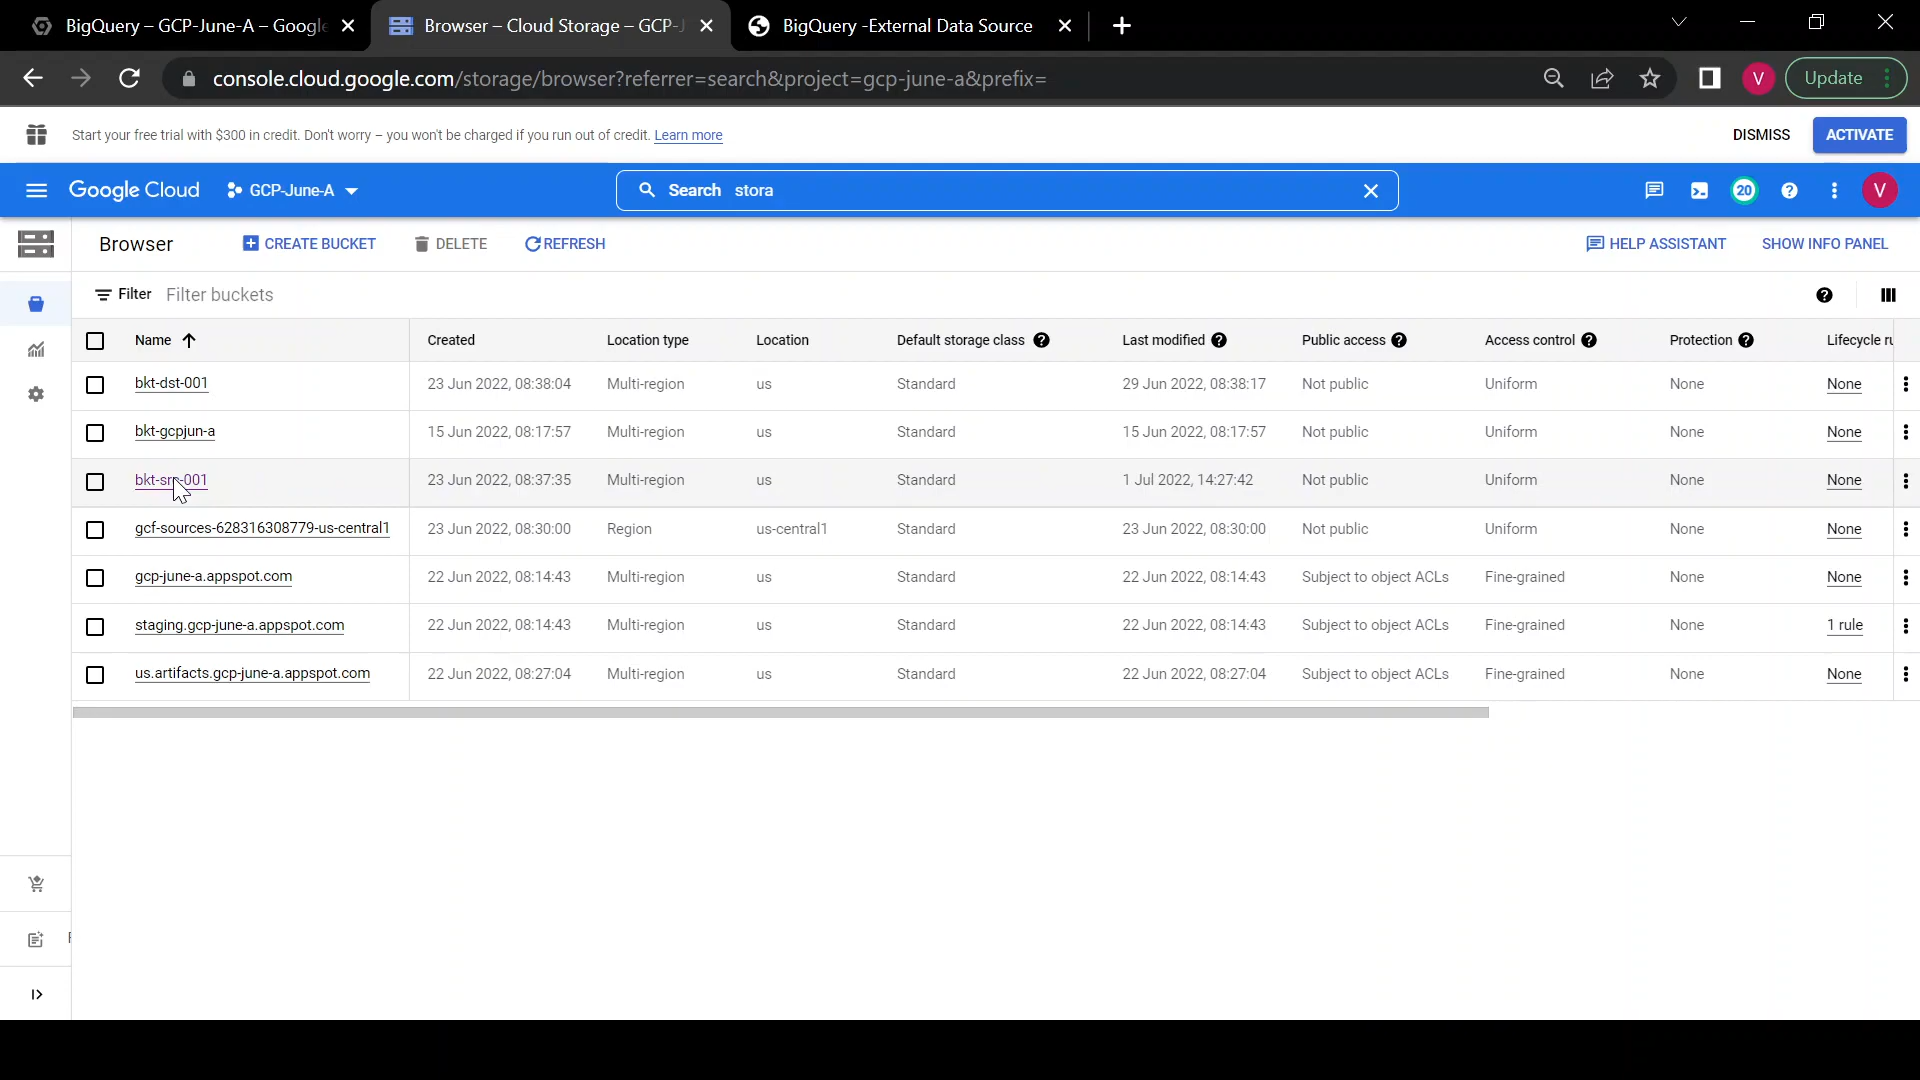 BigQuery – GCP-June-A – Google
Browser – Cloud Storage – GCP-J
BigQuery -External Data Source
console.cloud.google.com/storage/browser?referrer=search&project=gcp-june-a&prefix=
V
Update
Start your free trial with $300 in credit. Don't worry – you won't be charged if you run out of credit. Learn more
DISMISS
ACTIVATE
Google Cloud
GCP-June-A
Search stora
20
V
Browser
CREATE BUCKET
DELETE
REFRESH
HELP ASSISTANT
SHOW INFO PANEL
Filter Filter buckets
Name Created Location type Location Default storage class Last modified Public access Access control Protection Lifecycle ru
bkt-dst-001 23 Jun 2022, 08:38:04 Multi-region us Standard 29 Jun 2022, 08:38:17 Not public Uniform None None
bkt-gcpjun-a 15 Jun 2022, 08:17:57 Multi-region us Standard 15 Jun 2022, 08:17:57 Not public Uniform None None
bkt-src-001 23 Jun 2022, 08:37:35 Multi-region us Standard 1 Jul 2022, 14:27:42 Not public Uniform None None
gcf-sources-628316308779-us-central1 23 Jun 2022, 08:30:00 Region us-central1 Standard 23 Jun 2022, 08:30:00 Not public Uniform None None
gcp-june-a.appspot.com 22 Jun 2022, 08:14:43 Multi-region us Standard 22 Jun 2022, 08:14:43 Subject to object ACLs Fine-grained None None
staging.gcp-june-a.appspot.com 22 Jun 2022, 08:14:43 Multi-region us Standard 22 Jun 2022, 08:14:43 Subject to object ACLs Fine-grained None 1 rule
us.artifacts.gcp-june-a.appspot.com 22 Jun 2022, 08:27:04 Multi-region us Standard 22 Jun 2022, 08:27:04 Subject to object ACLs Fine-grained None None